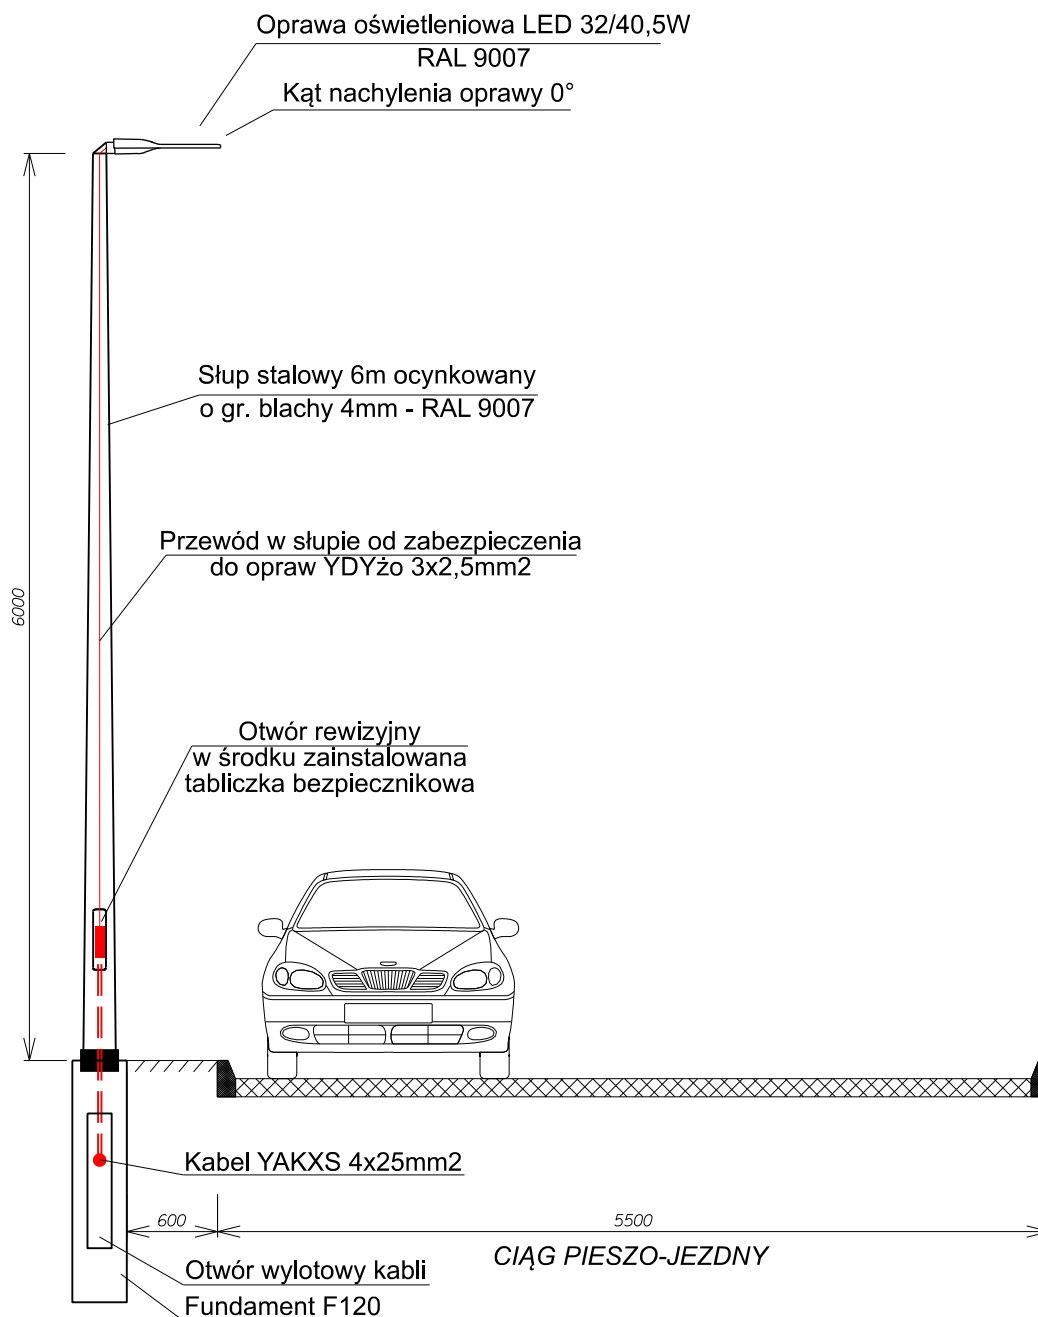 Oprawa oświetleniowa LED 32/40,5W
RAL 9007
Kąt nachylenia oprawy 0°
Słup stalowy 6m ocynkowany
o gr. blachy 4mm - RAL 9007
Przewód w słupie od zabezpieczenia
do opraw YDYżo 3x2,5mm2
6000
Otwór rewizyjny
w środku zainstalowana
tabliczka bezpiecznikowa
Kabel YAKXS 4x25mm2
600
5500
CIĄG PIESZO-JEZDNY
Otwór wylotowy kabli
Fundament F120